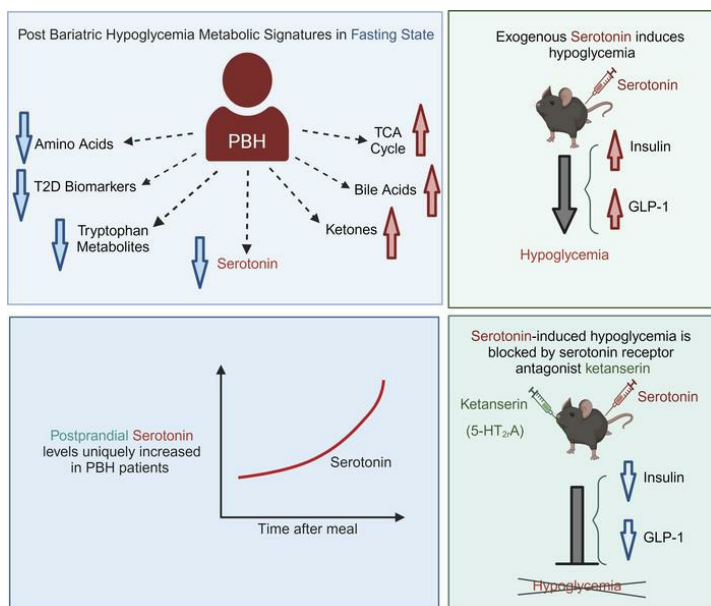 Post Bariatric Hypoglycemia Metabolic Signatures in Fasting State
PBH
Amino Acids
T2D Biomarkers
Tryptophan
Metabolites
Serotonin
TCA
Cycle
Bile Acids
Ketones
Exogenous Serotonin induces
hypoglycemia
Serotonin
Insulin
GLP-1
Hypoglycemia
Postprandial Serotonin
levels uniquely increased
in PBH patients
Serotonin
Time after meal
Serotonin-induced hypoglycemia is
blocked by serotonin receptor
antagonist ketanserin
Ketanserin
(5-HT₂ᵣA)
Serotonin
Insulin
GLP-1
Hypoglycemia